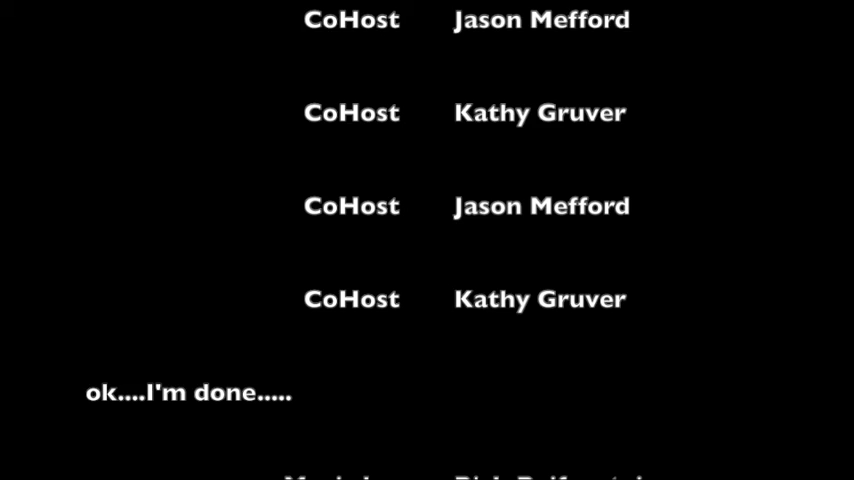 CoHost Jason Mefford
CoHost Kathy Gruver
CoHost Jason Mefford
CoHost Kathy Gruver
ok....I'm done.....